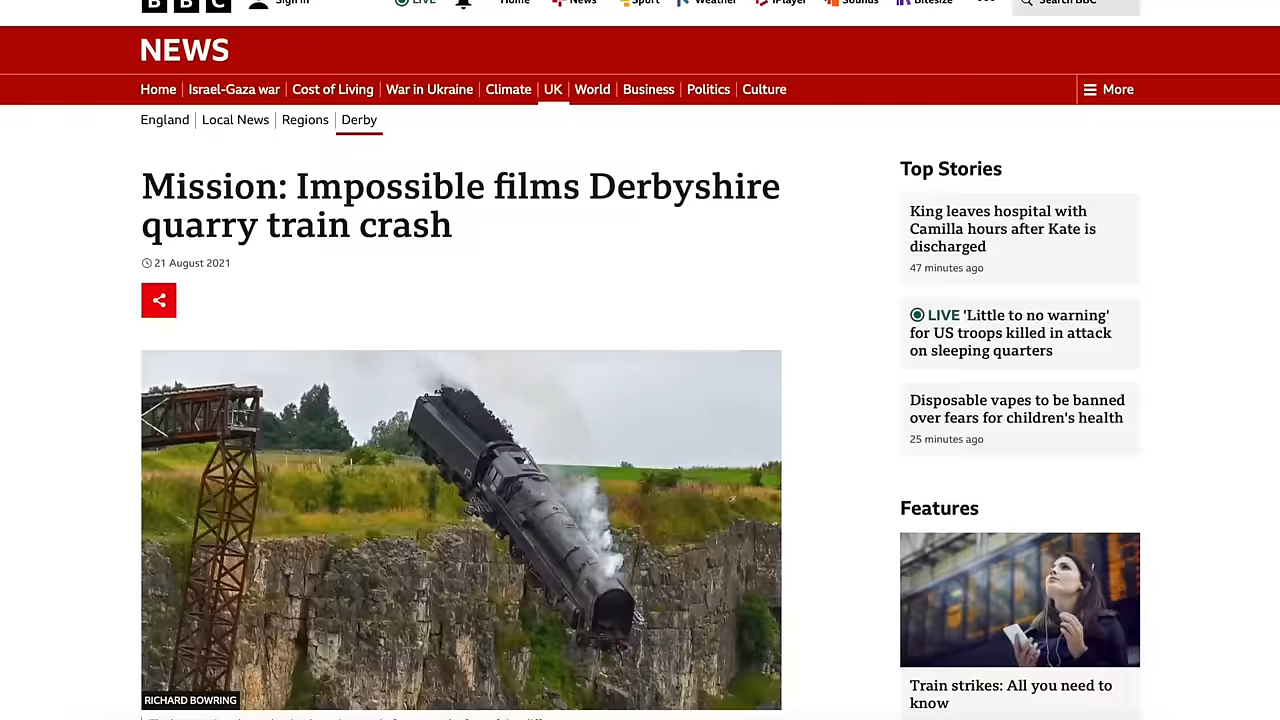 BBC Sign in LIVE Home News Sport Weather iPlayer Sounds Bitesize Search BBC
NEWS
Home Israel-Gaza war Cost of Living War in Ukraine Climate UK World Business Politics Culture More
England Local News Regions Derby
Mission: Impossible films Derbyshire
quarry train crash
21 August 2021
RICHARD BOWRING
Top Stories
King leaves hospital with
Camilla hours after Kate is
discharged
47 minutes ago
LIVE 'Little to no warning'
for US troops killed in attack
on sleeping quarters
Disposable vapes to be banned
over fears for children's health
25 minutes ago
Features
Train strikes: All you need to
know